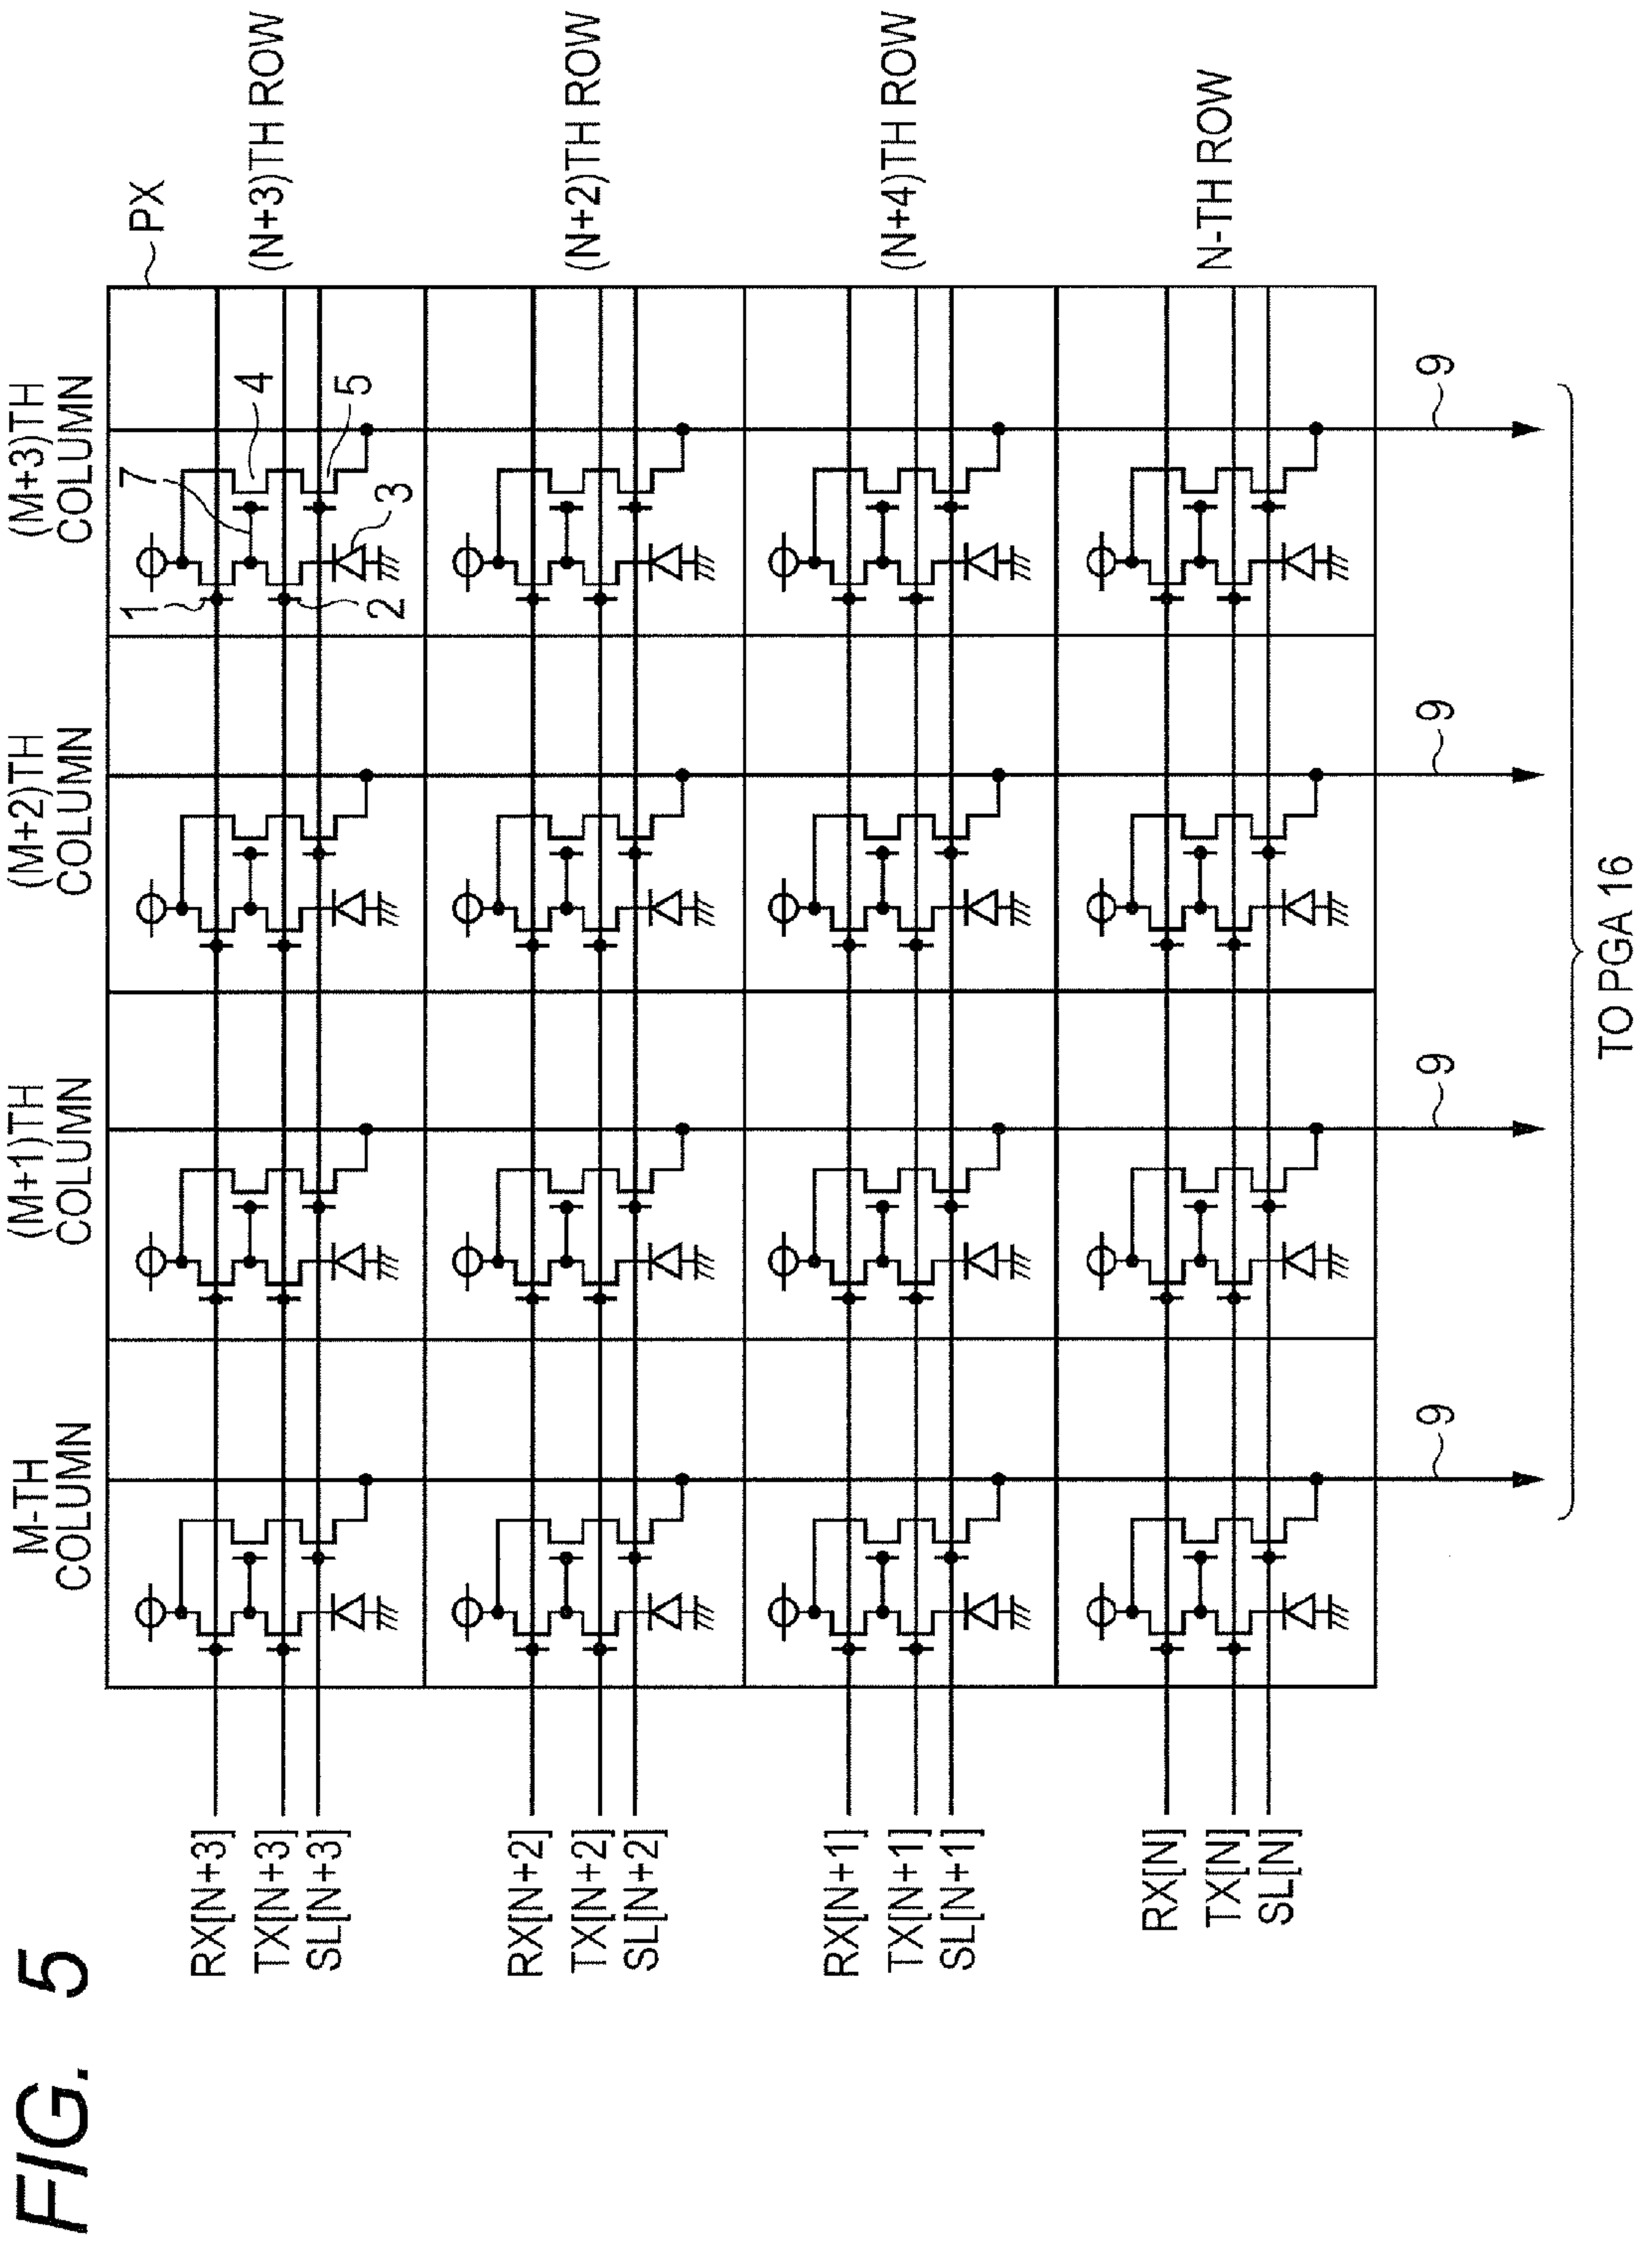 FIG. 5
M-TH
COLUMN
(M+1)TH
COLUMN
(M+2)TH
COLUMN
(M+3)TH
COLUMN
PX
RX[N+3]
TX[N+3]
SL[N+3]
1
7
4
2
3
5
(N+3)TH ROW
RX[N+2]
TX[N+2]
SL[N+2]
(N+2)TH ROW
RX[N+1]
TX[N+1]
SL[N+1]
(N+4)TH ROW
RX[N]
TX[N]
SL[N]
N-TH ROW
9
9
9
9
TO PGA 16